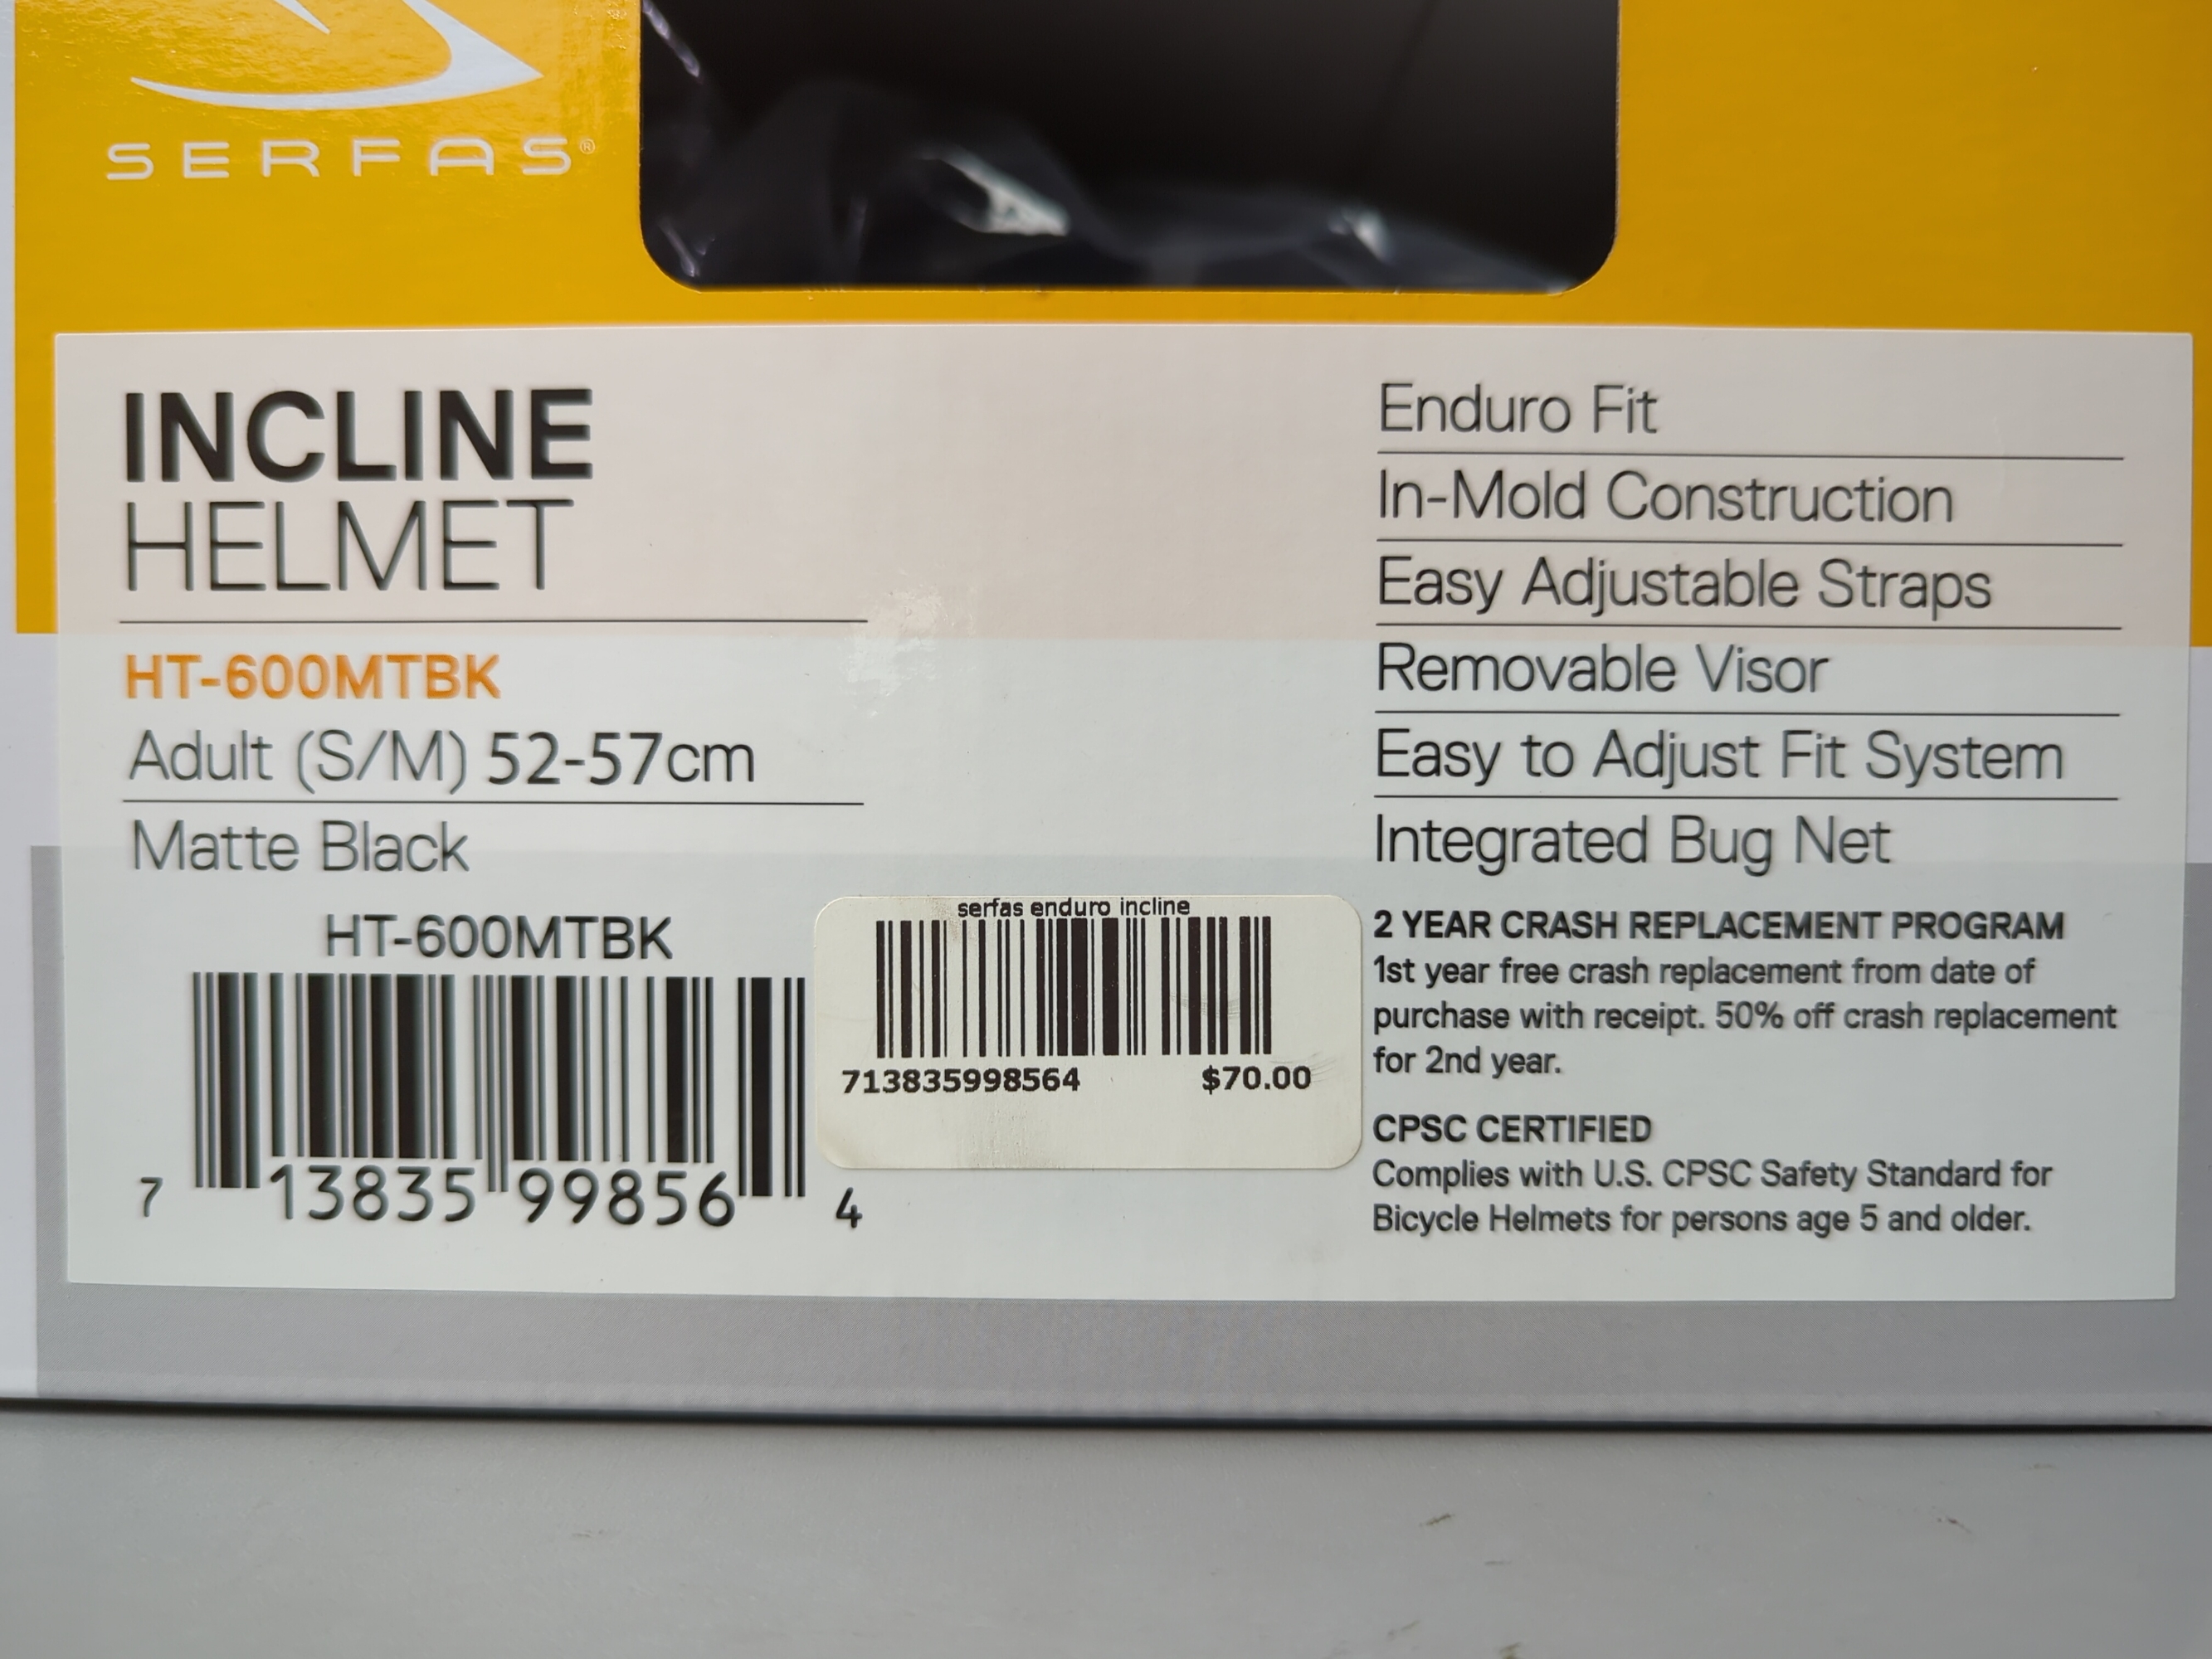 SERFAS®
INCLINE
HELMET
HT-600MTBK
Adult (S/M) 52-57cm
Matte Black
HT-600MTBK
7 13835 99856 4
serfas enduro incline
713835998564 $70.00
Enduro Fit
In-Mold Construction
Easy Adjustable Straps
Removable Visor
Easy to Adjust Fit System
Integrated Bug Net
2 YEAR CRASH REPLACEMENT PROGRAM
1st year free crash replacement from date of
purchase with receipt. 50% off crash replacement
for 2nd year.
CPSC CERTIFIED
Complies with U.S. CPSC Safety Standard for
Bicycle Helmets for persons age 5 and older.